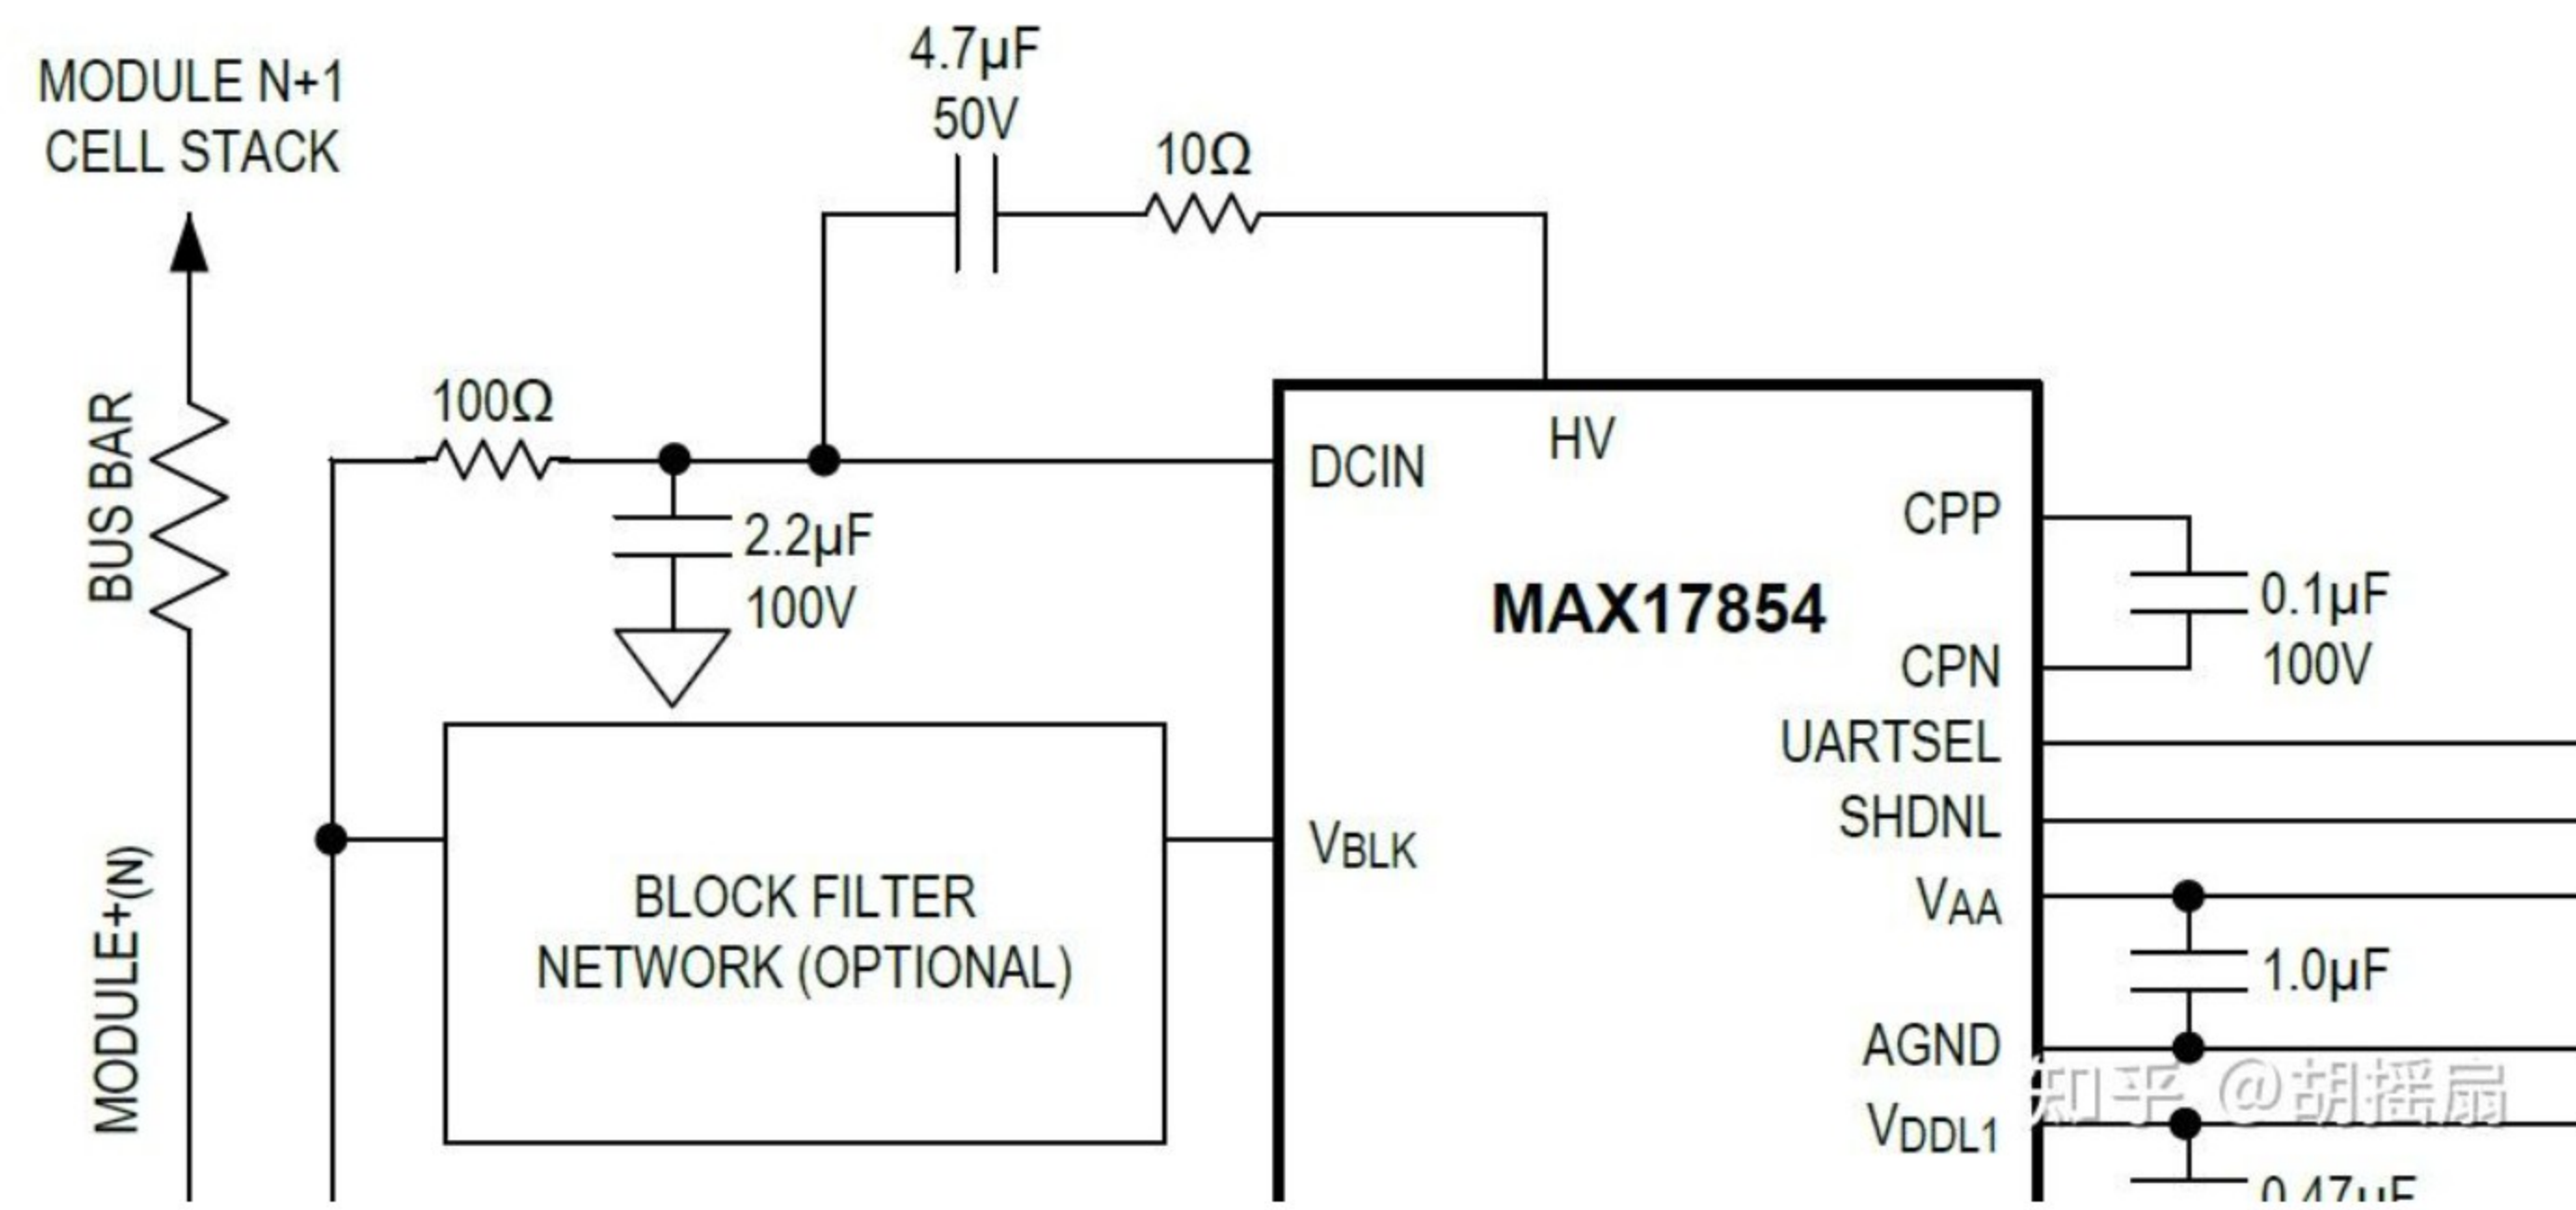 4.7µF
50V
MODULE N+1
CELL STACK
10Ω
100Ω
BUS BAR
DCIN
HV
CPP
2.2µF
100V
MAX17854
0.1µF
100V
CPN
UARTSEL
SHDNL
VBLK
VAA
MODULE+(N)
BLOCK FILTER
NETWORK (OPTIONAL)
1.0µF
AGND
知乎 @胡摇扇
VDDL1
0.47µF